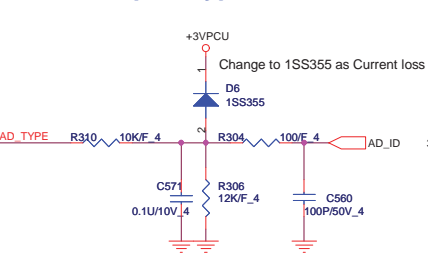 +3VPCU
1
Change to 1SS355 as Current loss
D6
1SS355
2
AD_TYPE
R310
10K/F_4
R304
100/F_4
AD_ID
C571
0.1U/10V_4
R306
12K/F_4
C560
100P/50V_4